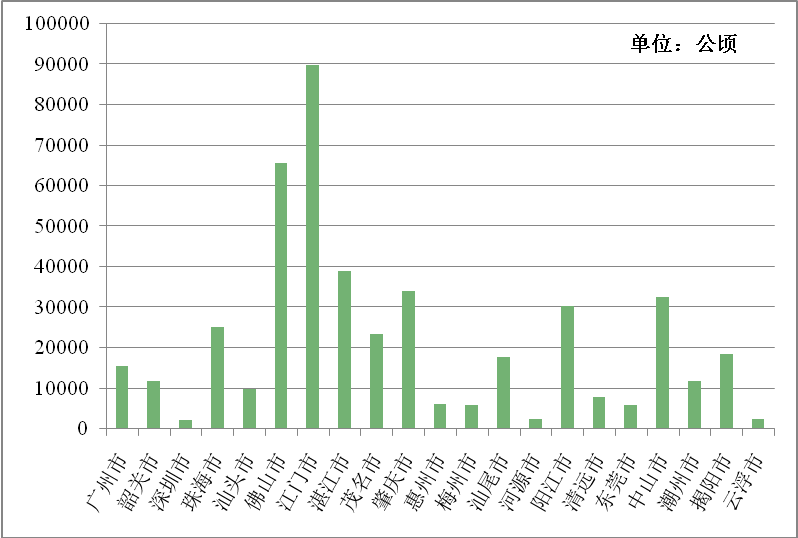 100000
单位：公顷
90000
80000
70000
60000
50000
40000
30000
20000
10000
0
广州市
韶关市
深圳市
珠海市
汕头市
佛山市
江门市
湛江市
茂名市
肇庆市
惠州市
梅州市
汕尾市
河源市
阳江市
清远市
东莞市
中山市
潮州市
揭阳市
云浮市